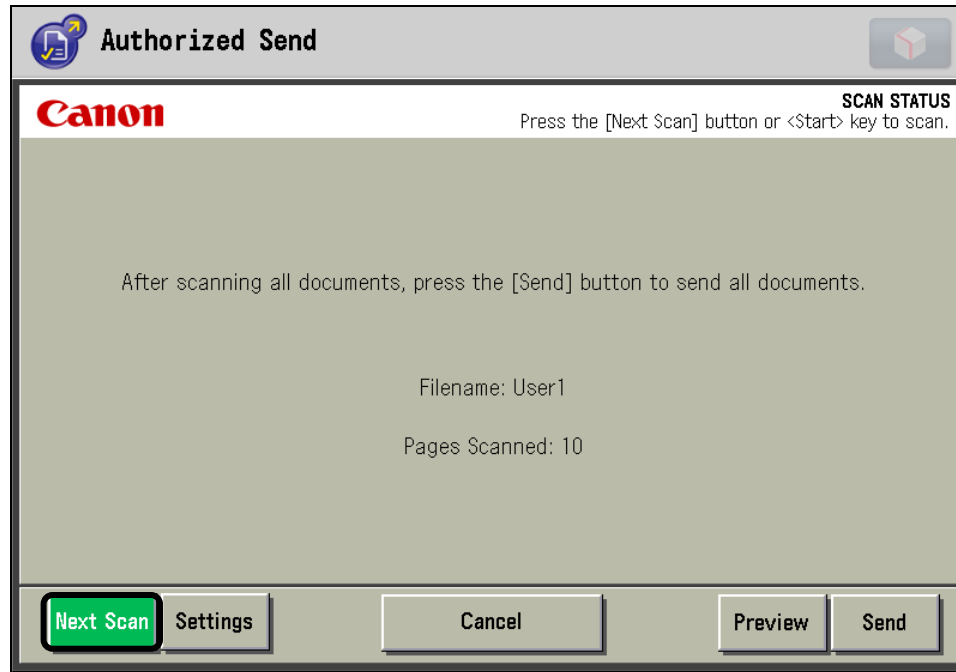 Authorized Send
Canon
SCAN STATUS
Press the [Next Scan] button or <Start> key to scan.
After scanning all documents, press the [Send] button to send all documents.
Filename: User1
Pages Scanned: 10
Next Scan Settings Cancel Preview Send